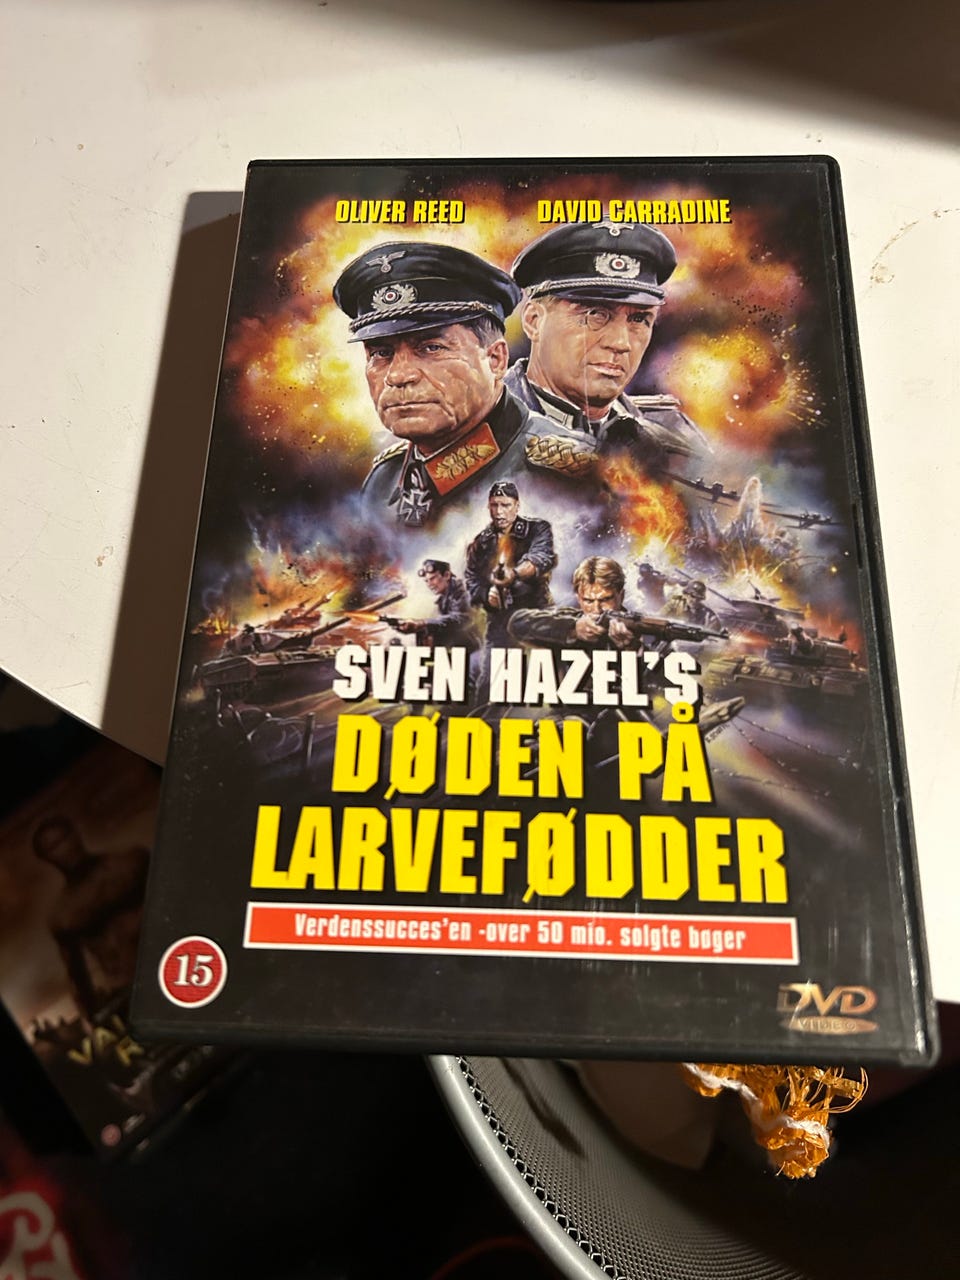 OLIVER REED DAVID CARRADINE
SVEN HAZEL'S
DØDEN PÅ
LARVEFØDDER
Verdenssucces'en -over 50 mio. solgte bøger
15
DVD
VIDEO